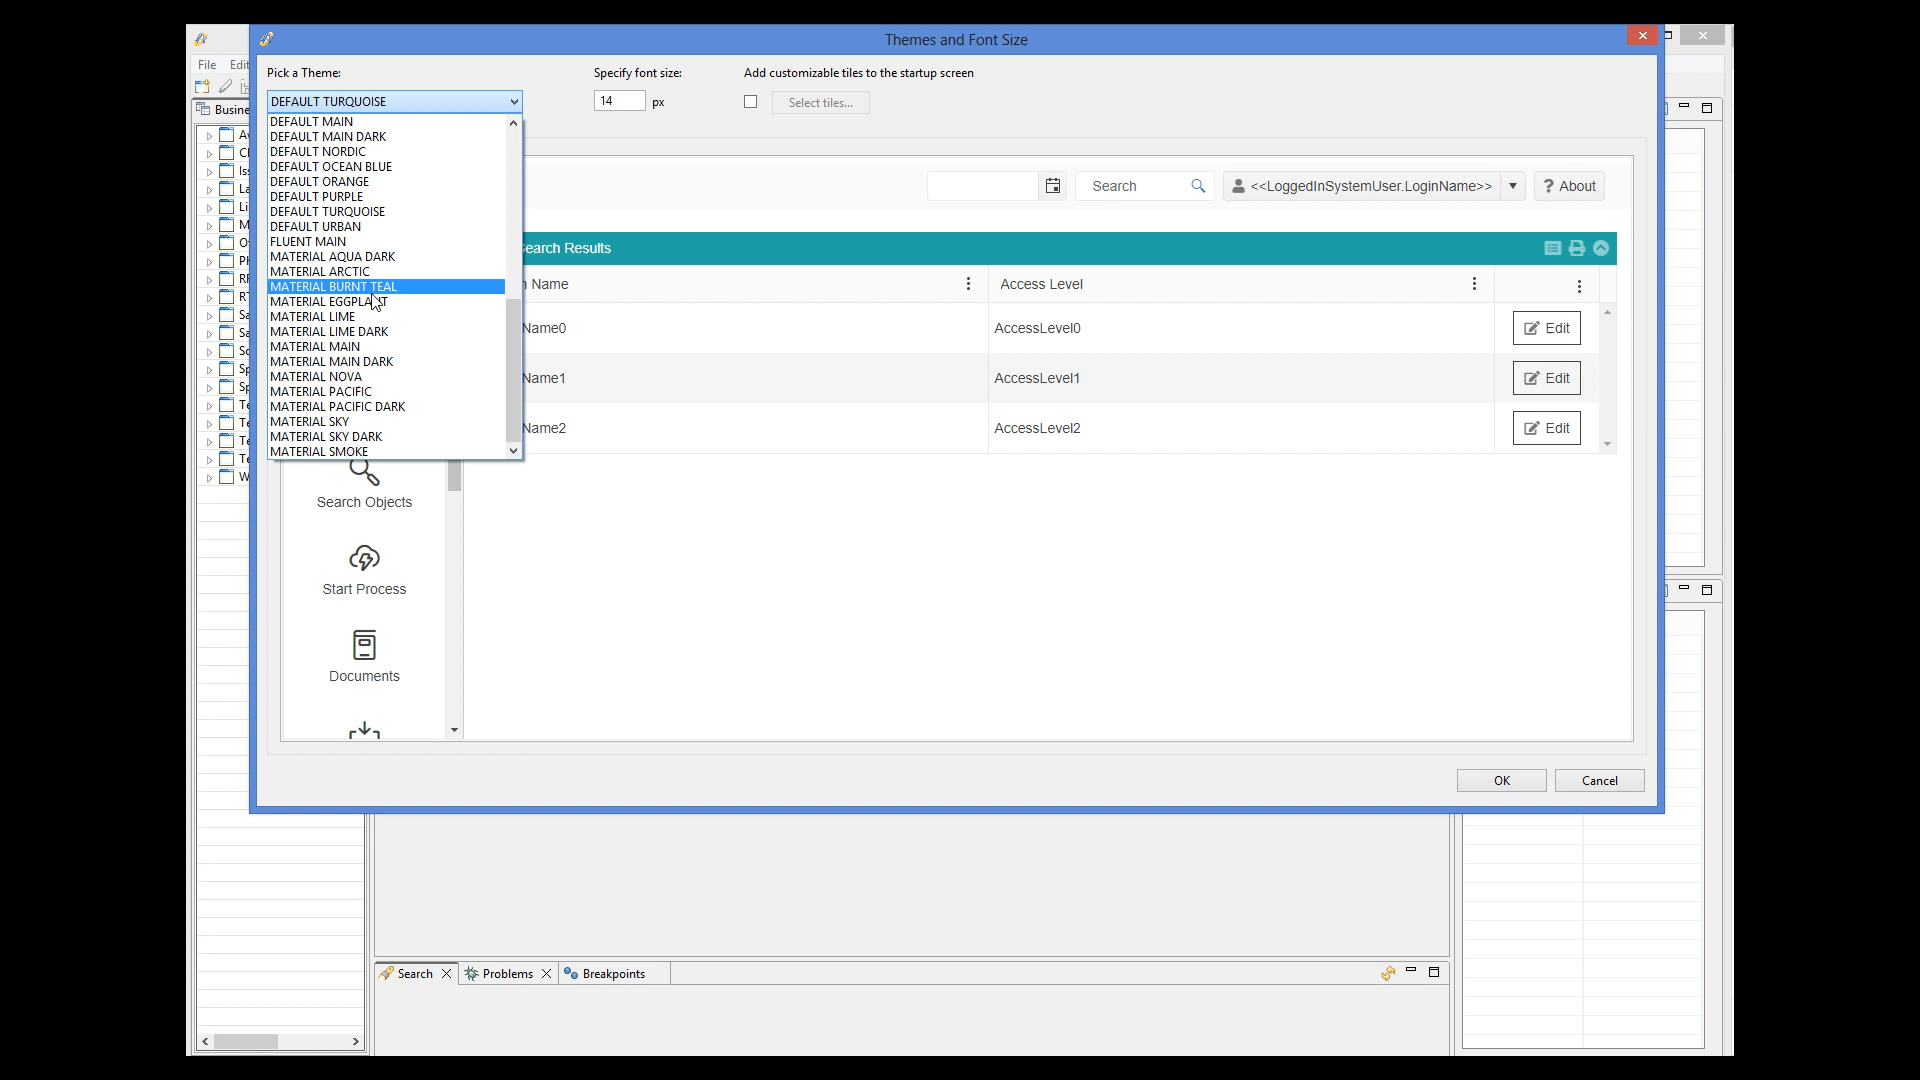 Themes and Font Size
File Edit
Pick a Theme:
Specify font size:
Add customizable tiles to the startup screen
DEFAULT TURQUOISE
14
px
Select tiles...
Busine
DEFAULT MAIN
DEFAULT MAIN DARK
DEFAULT NORDIC
DEFAULT OCEAN BLUE
DEFAULT ORANGE
DEFAULT PURPLE
DEFAULT TURQUOISE
DEFAULT URBAN
FLUENT MAIN
MATERIAL AQUA DARK
MATERIAL ARCTIC
MATERIAL BURNT TEAL
MATERIAL EGGPLANT
MATERIAL LIME
MATERIAL LIME DARK
MATERIAL MAIN
MATERIAL MAIN DARK
MATERIAL NOVA
MATERIAL PACIFIC
MATERIAL PACIFIC DARK
MATERIAL SKY
MATERIAL SKY DARK
MATERIAL SMOKE
Search
<<LoggedInSystemUser.LoginName>>
? About
earch Results
Name
Access Level
Name0
AccessLevel0
Edit
Name1
AccessLevel1
Edit
Name2
AccessLevel2
Edit
Search Objects
Start Process
Documents
OK
Cancel
Search
Problems
Breakpoints